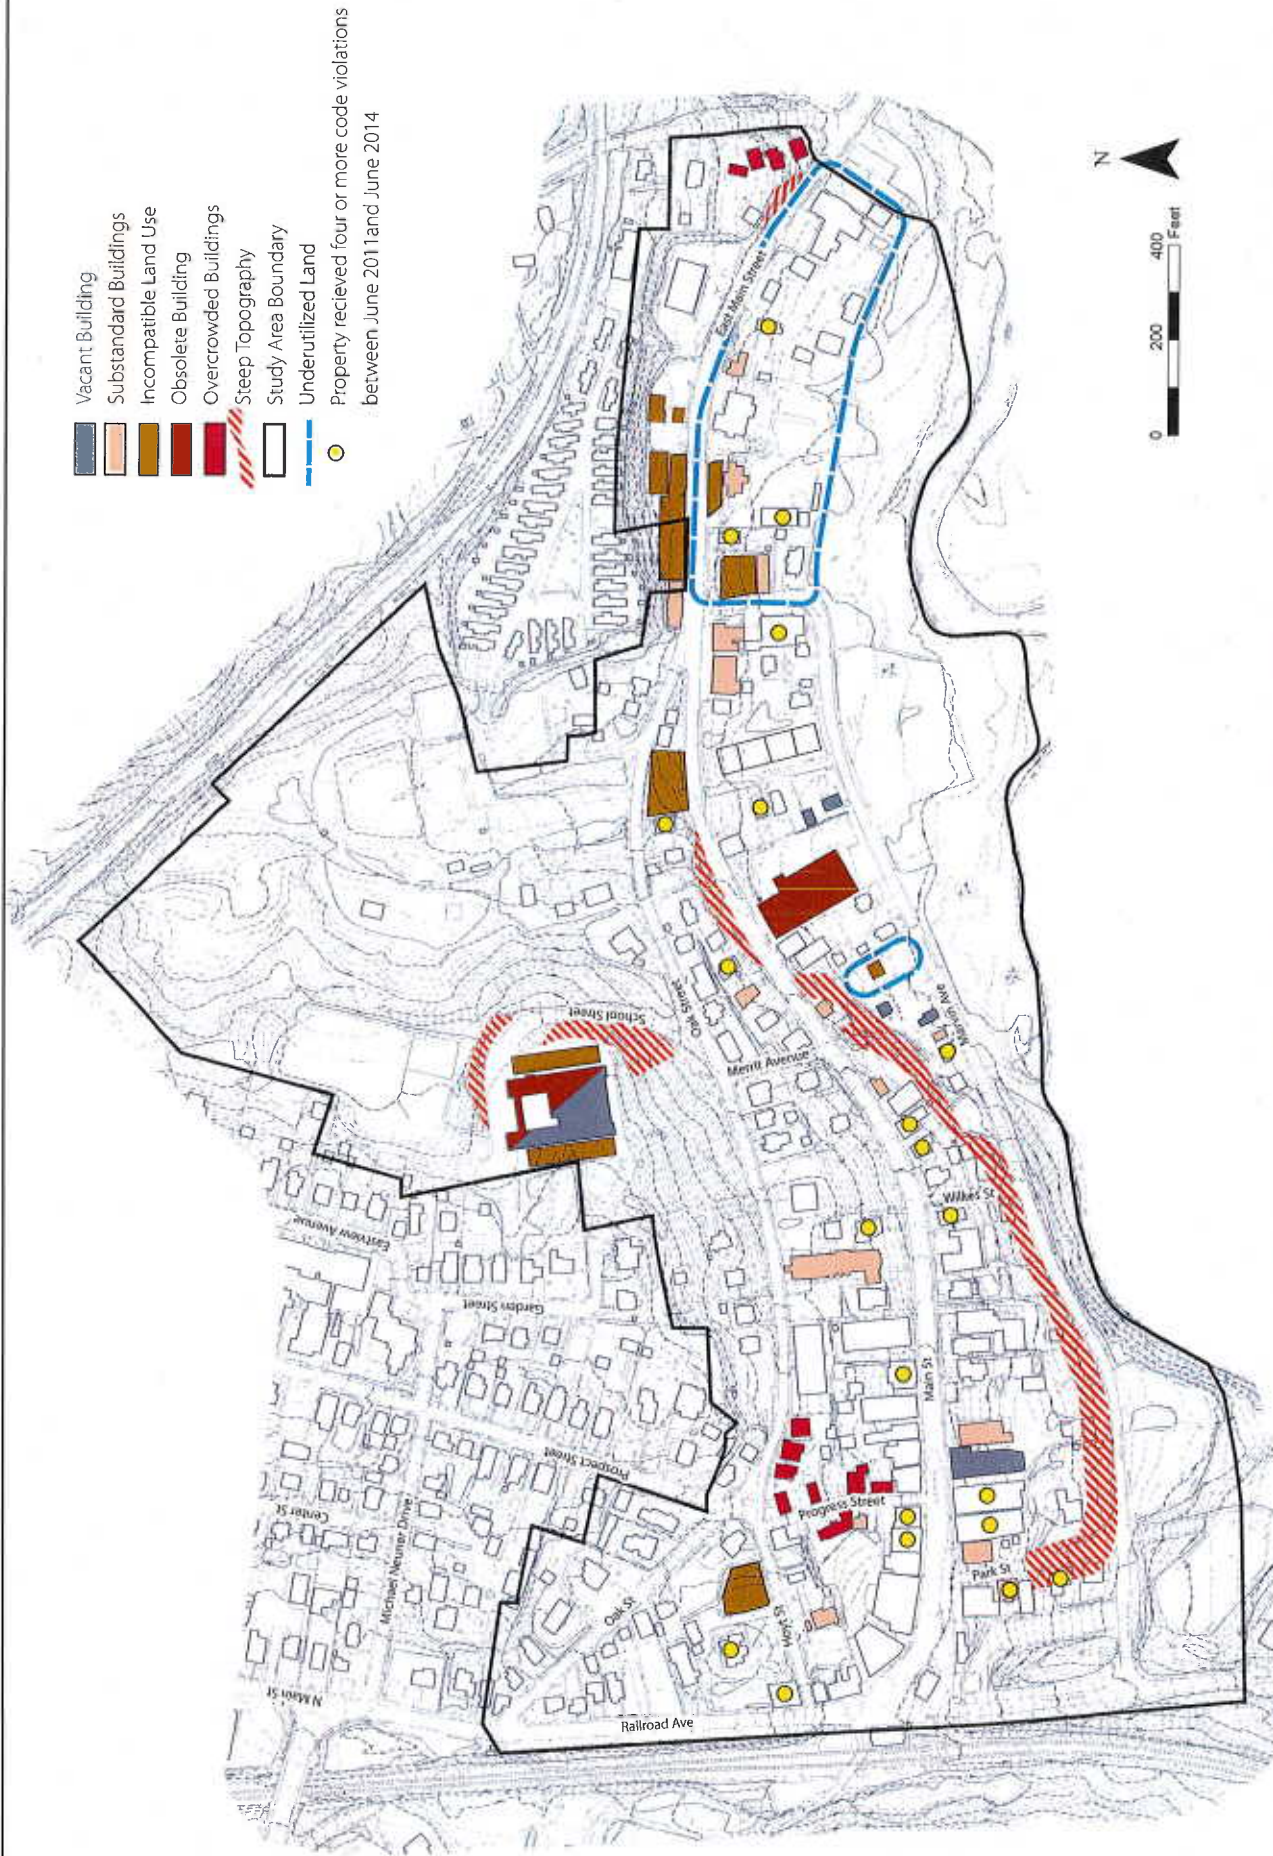 Vacant Building
Substandard Buildings
Incompatible Land Use
Obsolete Building
Overcrowded Buildings
Steep Topography
Study Area Boundary
Underutilized Land
Property recieved four or more code violations
between June 2011and June 2014
N
0 200 400
Feet
East Main Street
School Street
Oak Street
Merrit Avenue
Marvin Ave
Eastview Avenue
Wilkes St
Garden Street
Main St
Prospect Street
Progress Street
Center St
Michael Neuner Drive
Park St
Oak St
Hoyt St
N Main St
Railroad Ave